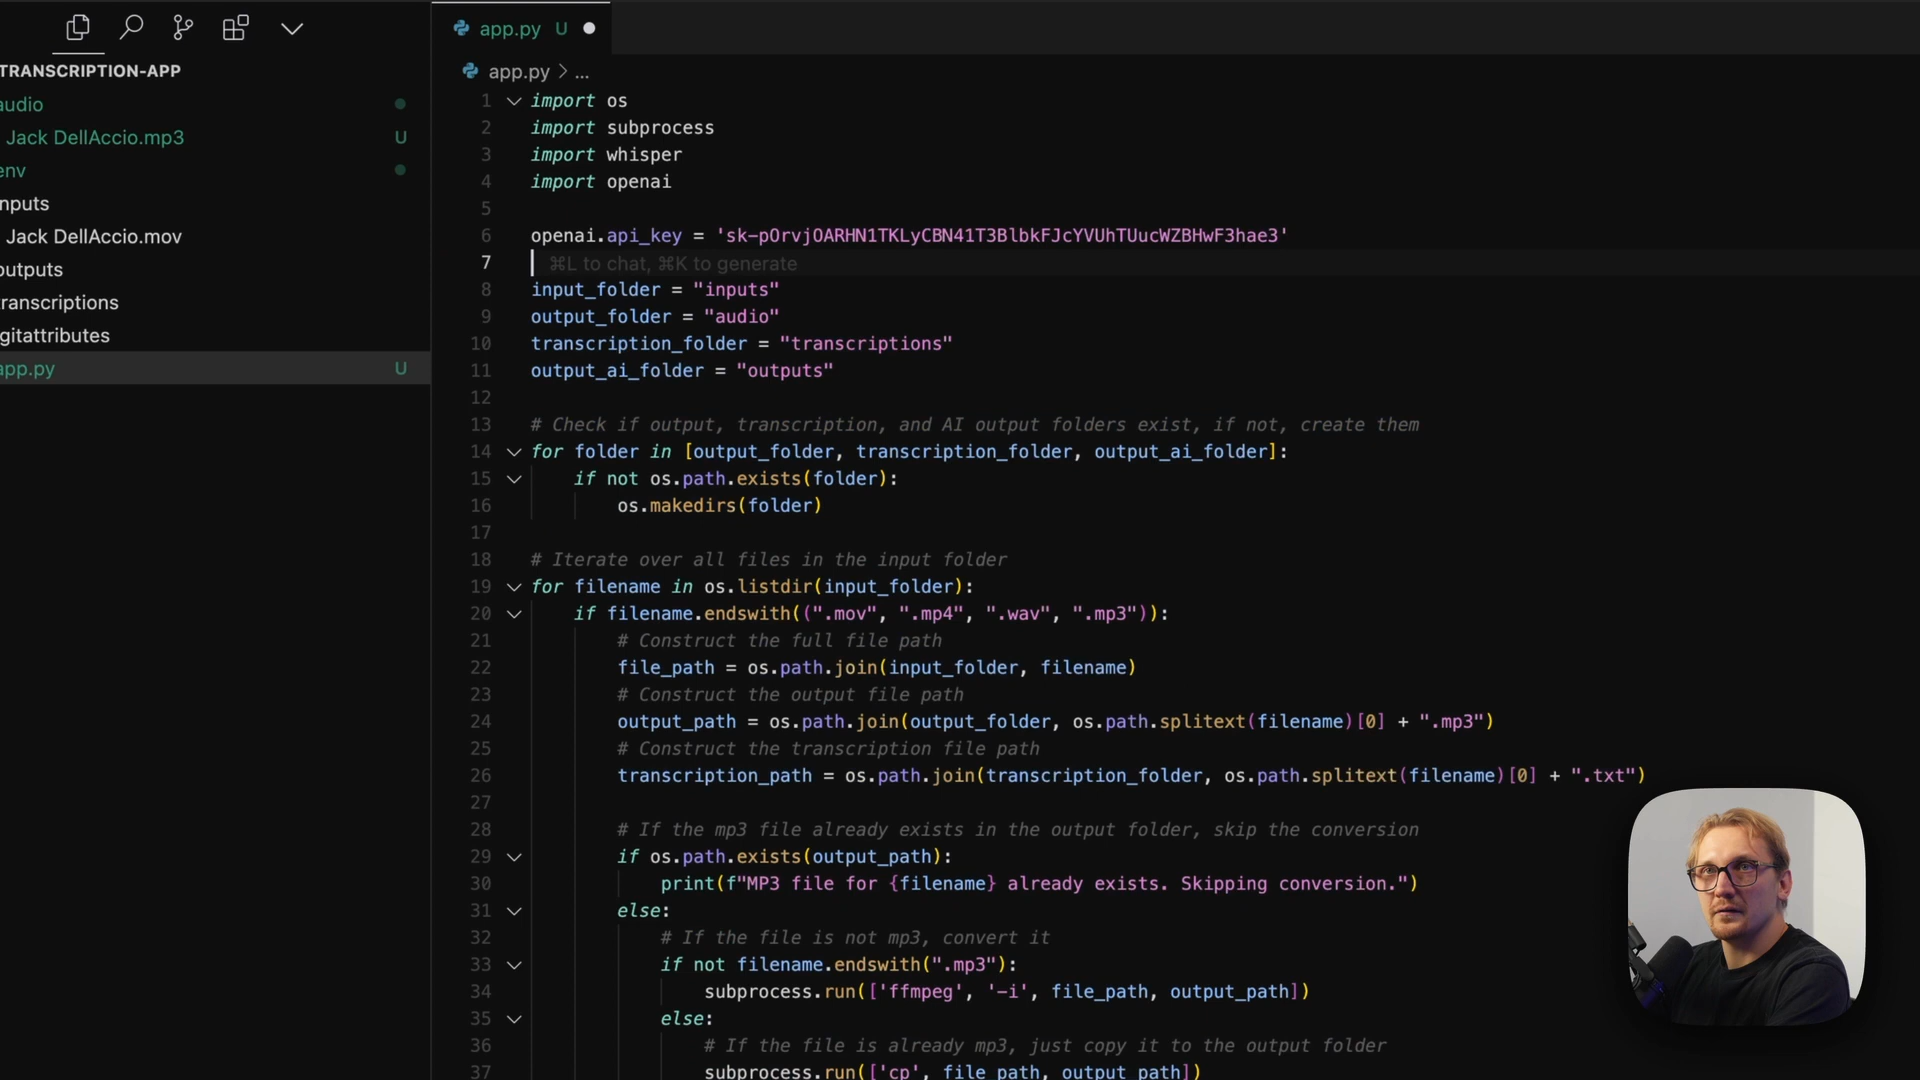 TRANSCRIPTION-APP
audio
Jack DellAccio.mp3 U
env
inputs
Jack DellAccio.mov
outputs
transcriptions
gitattributes
app.py U
app.py U
app.py > ...
1 import os
2 import subprocess
3 import whisper
4 import openai
5
6 openai.api_key = '[API key omitted]'
7 ⌘L to chat, ⌘K to generate
8 input_folder = "inputs"
9 output_folder = "audio"
10 transcription_folder = "transcriptions"
11 output_ai_folder = "outputs"
12
13 # Check if output, transcription, and AI output folders exist, if not, create them
14 for folder in [output_folder, transcription_folder, output_ai_folder]:
15 if not os.path.exists(folder):
16 os.makedirs(folder)
17
18 # Iterate over all files in the input folder
19 for filename in os.listdir(input_folder):
20 if filename.endswith((".mov", ".mp4", ".wav", ".mp3")):
21 # Construct the full file path
22 file_path = os.path.join(input_folder, filename)
23 # Construct the output file path
24 output_path = os.path.join(output_folder, os.path.splitext(filename)[0] + ".mp3")
25 # Construct the transcription file path
26 transcription_path = os.path.join(transcription_folder, os.path.splitext(filename)[0] + ".txt")
27
28 # If the mp3 file already exists in the output folder, skip the conversion
29 if os.path.exists(output_path):
30 print(f"MP3 file for {filename} already exists. Skipping conversion.")
31 else:
32 # If the file is not mp3, convert it
33 if not filename.endswith(".mp3"):
34 subprocess.run(['ffmpeg', '-i', file_path, output_path])
35 else:
36 # If the file is already mp3, just copy it to the output folder
37 subprocess.run(['cp', file_path, output_path])